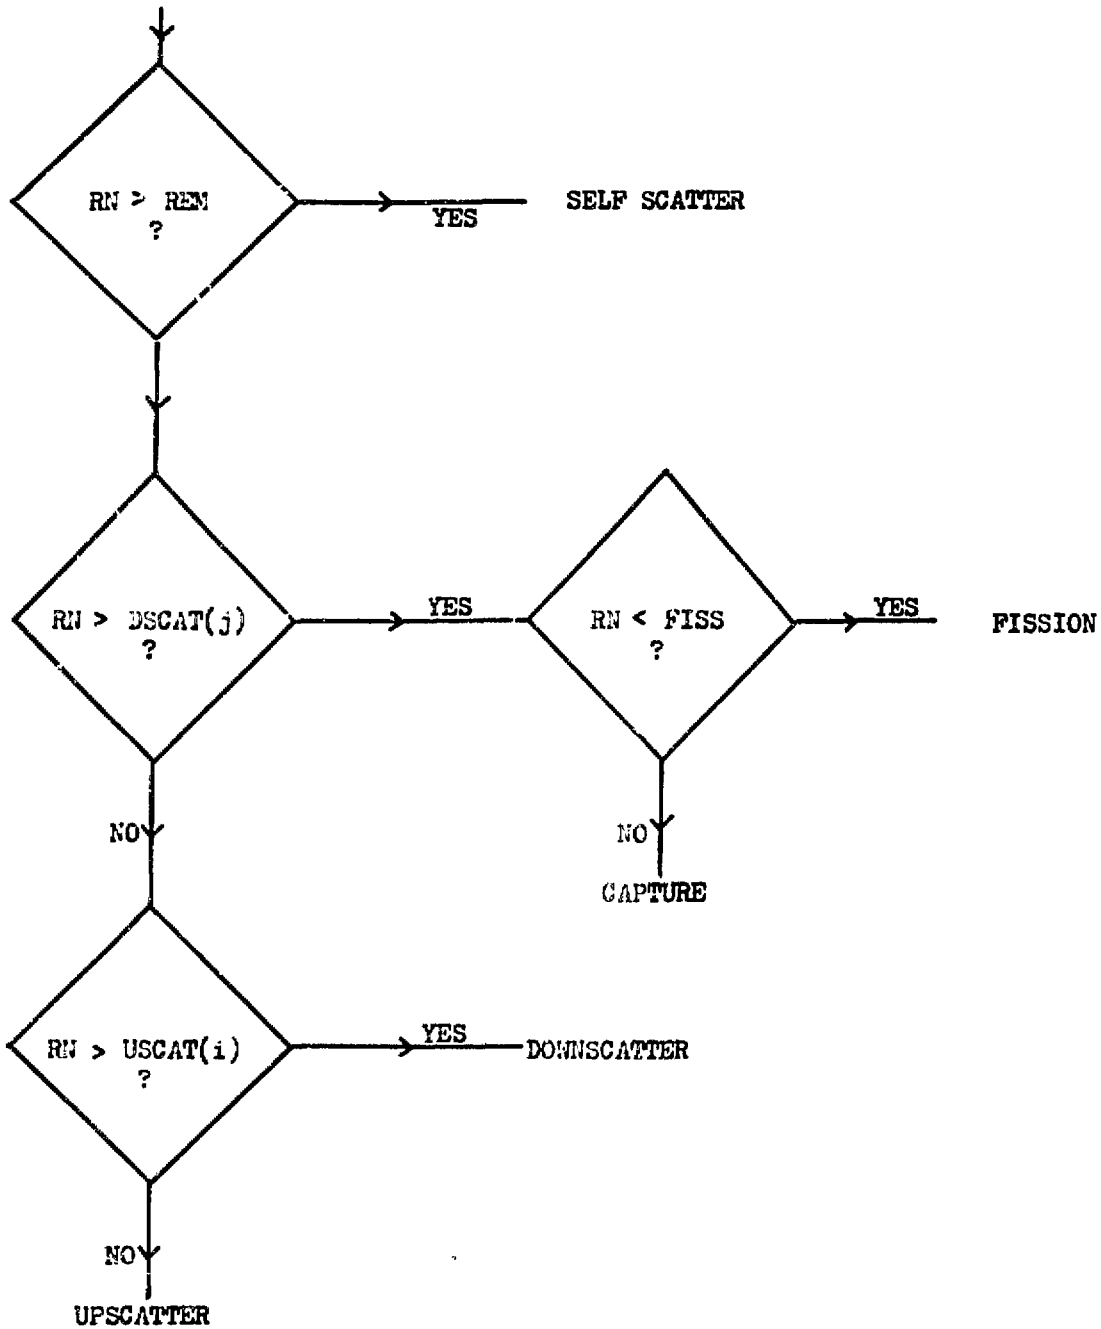 RN > REM
?
YES
SELF SCATTER
RN > DSCAT(j)
?
YES
RN < FISS
?
YES
FISSION
NO
NO
CAPTURE
RN > USCAT(i)
?
YES
DOWNSCATTER
NO
UPSCATTER